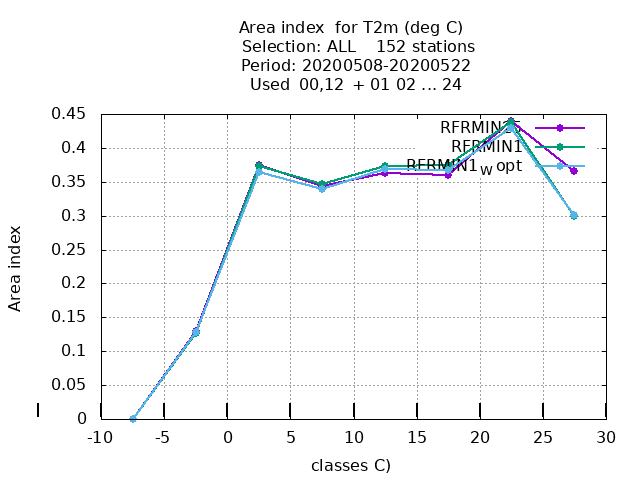 Area index for T2m (deg C)
Selection: ALL 152 stations
Period: 20200508-20200522
Used 00,12 + 01 02 ... 24
0.45
0.4
0.35
0.3
0.25
0.2
0.15
0.1
0.05
0
Area index
RFRMIN1
RFRMIN1W opt
-10 -5 0 5 10 15 20 25 30
classes C)